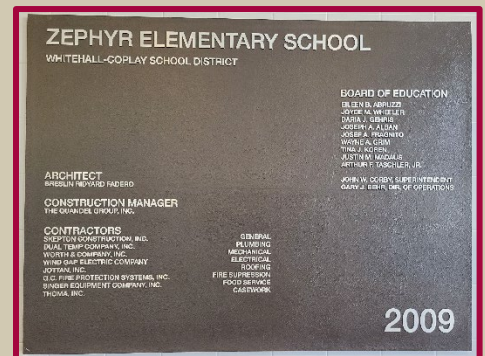 ZEPHYR ELEMENTARY SCHOOL
WHITEHALL-COPLAY SCHOOL DISTRICT
BOARD OF EDUCATION
EILEEN B. ABRUZZI
JOYCE M. WHEELER
DARIA J. GEHRIS
JOSEPH A. ALBAN
JOSEF A. FRAGNITO
WAYNE A. GRIM
TINA J. KOREN
JUSTIN M. MADAUS
ARTHUR F. TASCHLER, JR.
JOHN W. CORBY, SUPERINTENDENT
GARY J. BEHR, DIR. OF OPERATIONS
ARCHITECT
BRESLIN RIDYARD FADERO
CONSTRUCTION MANAGER
THE QUANDEL GROUP, INC.
CONTRACTORS
SKEPTON CONSTRUCTION, INC. GENERAL
DUAL TEMP COMPANY, INC. PLUMBING
WORTH & COMPANY, INC. MECHANICAL
WIND GAP ELECTRIC COMPANY ELECTRICAL
JOTTAN, INC. ROOFING
FIRE PROTECTION SYSTEMS, INC. FIRE SUPRESSION
SINGER EQUIPMENT COMPANY, INC. FOOD SERVICE
THOMA, INC. CASEWORK
2009